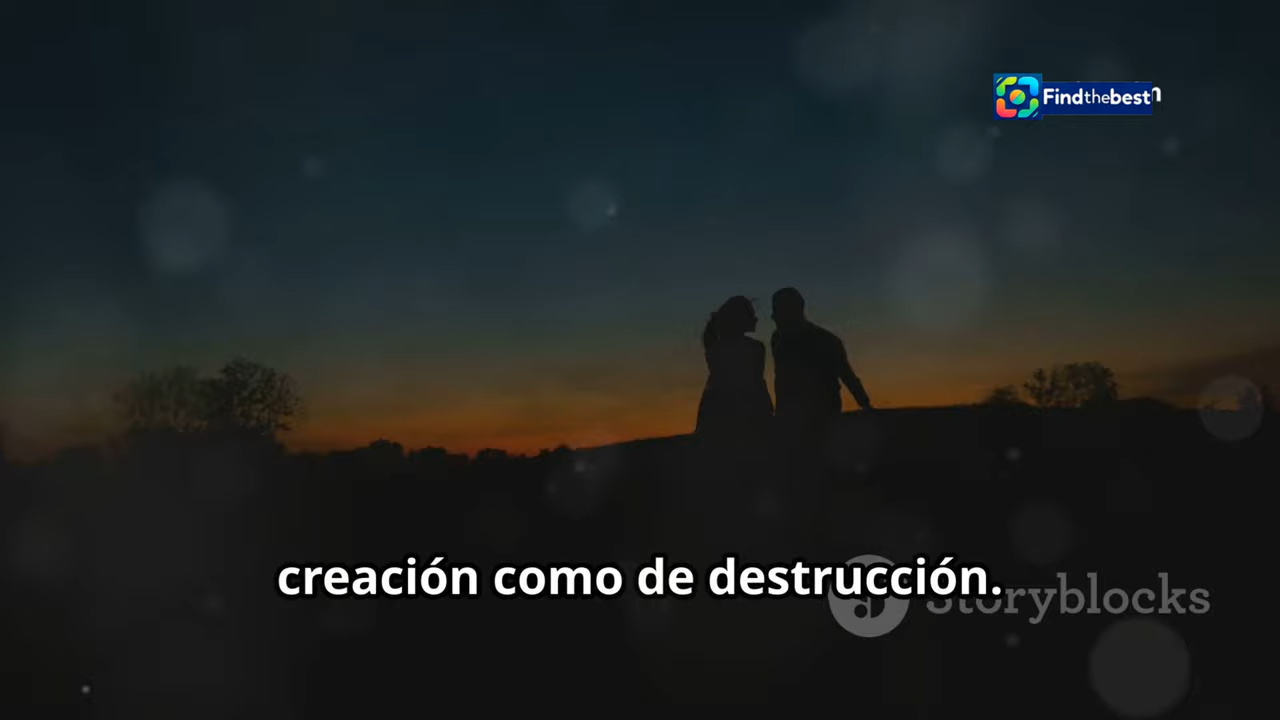 Findthebest
creación como de destrucción.
Storyblocks